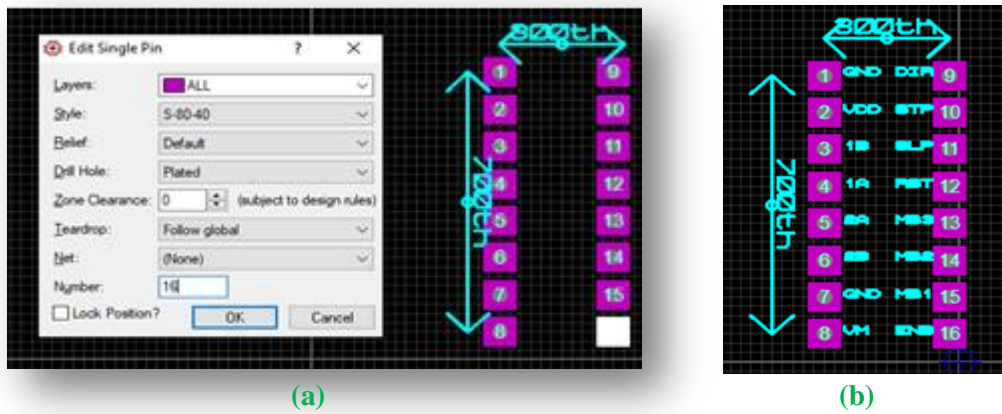 Edit Single Pin ? ×
Layers: ALL
Style: S-80-40
Relief: Default
Drill Hole: Plated
Zone Clearance: 0 (subject to design rules)
Teardrop: Follow global
Net: (None)
Number: 16
Lock Position?
OK Cancel
300th
700th
1 9
2 10
3 11
4 12
5 13
6 14
7 15
8
(a)
300th
700th
1 GND DIR 9
2 VDD STP 10
3 1B SLP 11
4 1A RST 12
5 2A MS3 13
6 2B MS2 14
7 GND MS1 15
8 VM ENB 16
(b)